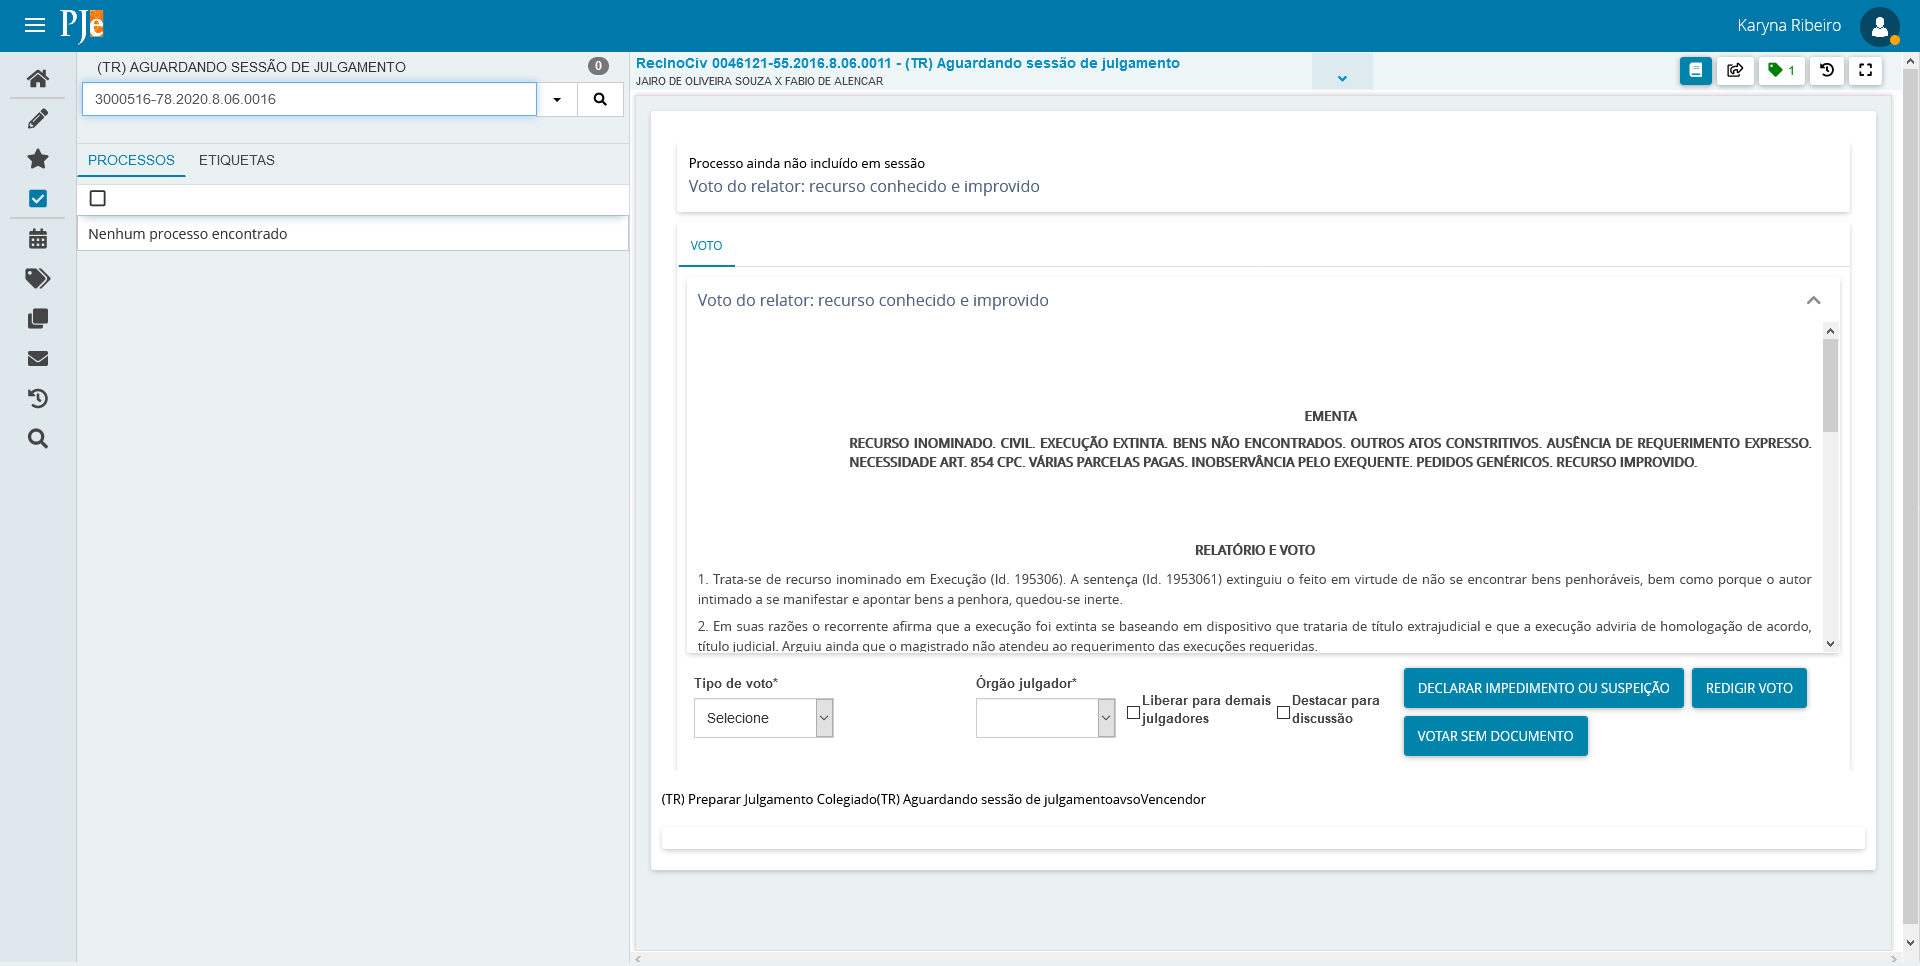 PJe
Karyna Ribeiro
(TR) AGUARDANDO SESSÃO DE JULGAMENTO
0
3000516-78.2020.8.06.0016
PROCESSOS
ETIQUETAS
Nenhum processo encontrado
RecInoCiv 0046121-55.2016.8.06.0011 - (TR) Aguardando sessão de julgamento
JAIRO DE OLIVEIRA SOUZA X FABIO DE ALENCAR
1
Processo ainda não incluído em sessão
Voto do relator: recurso conhecido e improvido
VOTO
Voto do relator: recurso conhecido e improvido
EMENTA
RECURSO INOMINADO. CIVIL. EXECUÇÃO EXTINTA. BENS NÃO ENCONTRADOS. OUTROS ATOS CONSTRITIVOS. AUSÊNCIA DE REQUERIMENTO EXPRESSO.
NECESSIDADE ART. 854 CPC. VÁRIAS PARCELAS PAGAS. INOBSERVÂNCIA PELO EXEQUENTE. PEDIDOS GENÉRICOS. RECURSO IMPROVIDO.
RELATÓRIO E VOTO
1. Trata-se de recurso inominado em Execução (Id. 195306). A sentença (Id. 1953061) extinguiu o feito em virtude de não se encontrar bens penhoráveis, bem como porque o autor
intimado a se manifestar e apontar bens a penhora, quedou-se inerte.
2. Em suas razões o recorrente afirma que a execução foi extinta se baseando em dispositivo que trataria de título extrajudicial e que a execução adviria de homologação de acordo,
título judicial. Arguiu ainda que o magistrado não atendeu ao requerimento das execuções requeridas.
Tipo de voto*
Selecione
Órgão julgador*
Liberar para demais
julgadores
Destacar para
discussão
DECLARAR IMPEDIMENTO OU SUSPEIÇÃO
REDIGIR VOTO
VOTAR SEM DOCUMENTO
(TR) Preparar Julgamento Colegiado(TR) Aguardando sessão de julgamentoavsoVencendor